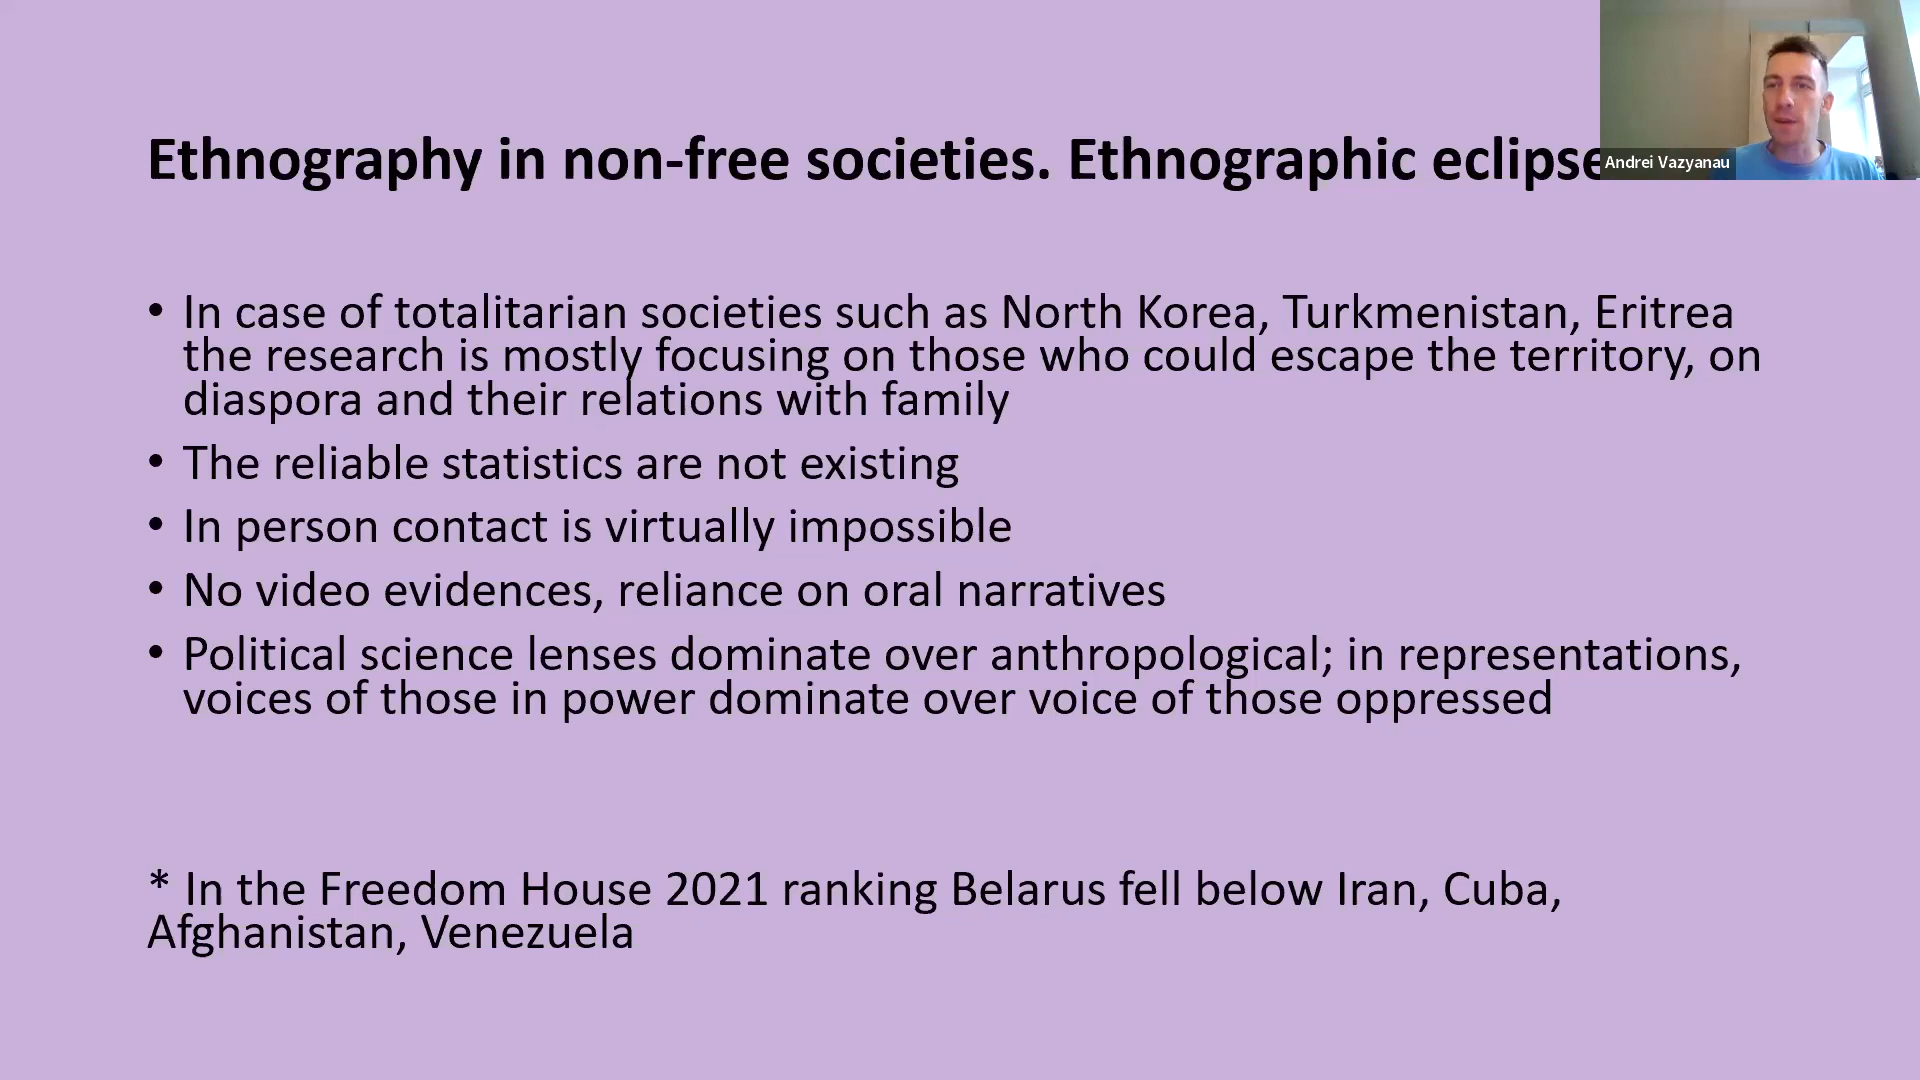 Ethnography in non-free societies. Ethnographic eclipse
Andrei Vazyanau
• In case of totalitarian societies such as North Korea, Turkmenistan, Eritrea
the research is mostly focusing on those who could escape the territory, on
diaspora and their relations with family
• The reliable statistics are not existing
• In person contact is virtually impossible
• No video evidences, reliance on oral narratives
• Political science lenses dominate over anthropological; in representations,
voices of those in power dominate over voice of those oppressed
* In the Freedom House 2021 ranking Belarus fell below Iran, Cuba,
Afghanistan, Venezuela